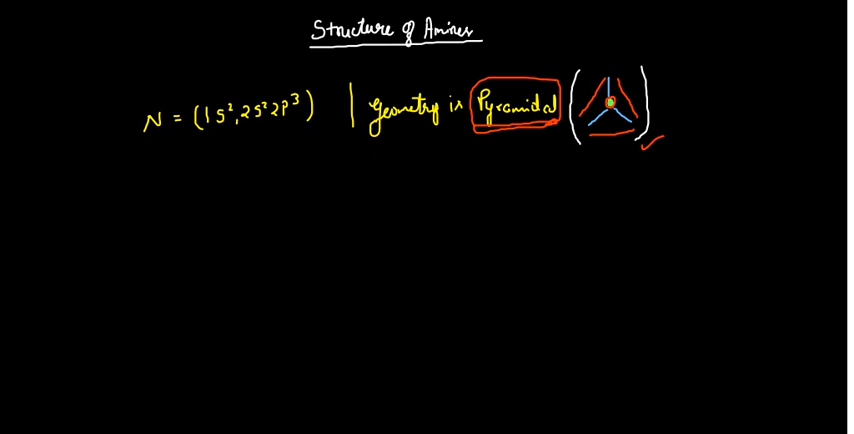 Structure of Amines
N = (1S², 2S² 2P³) | Geometry is Pyramidal